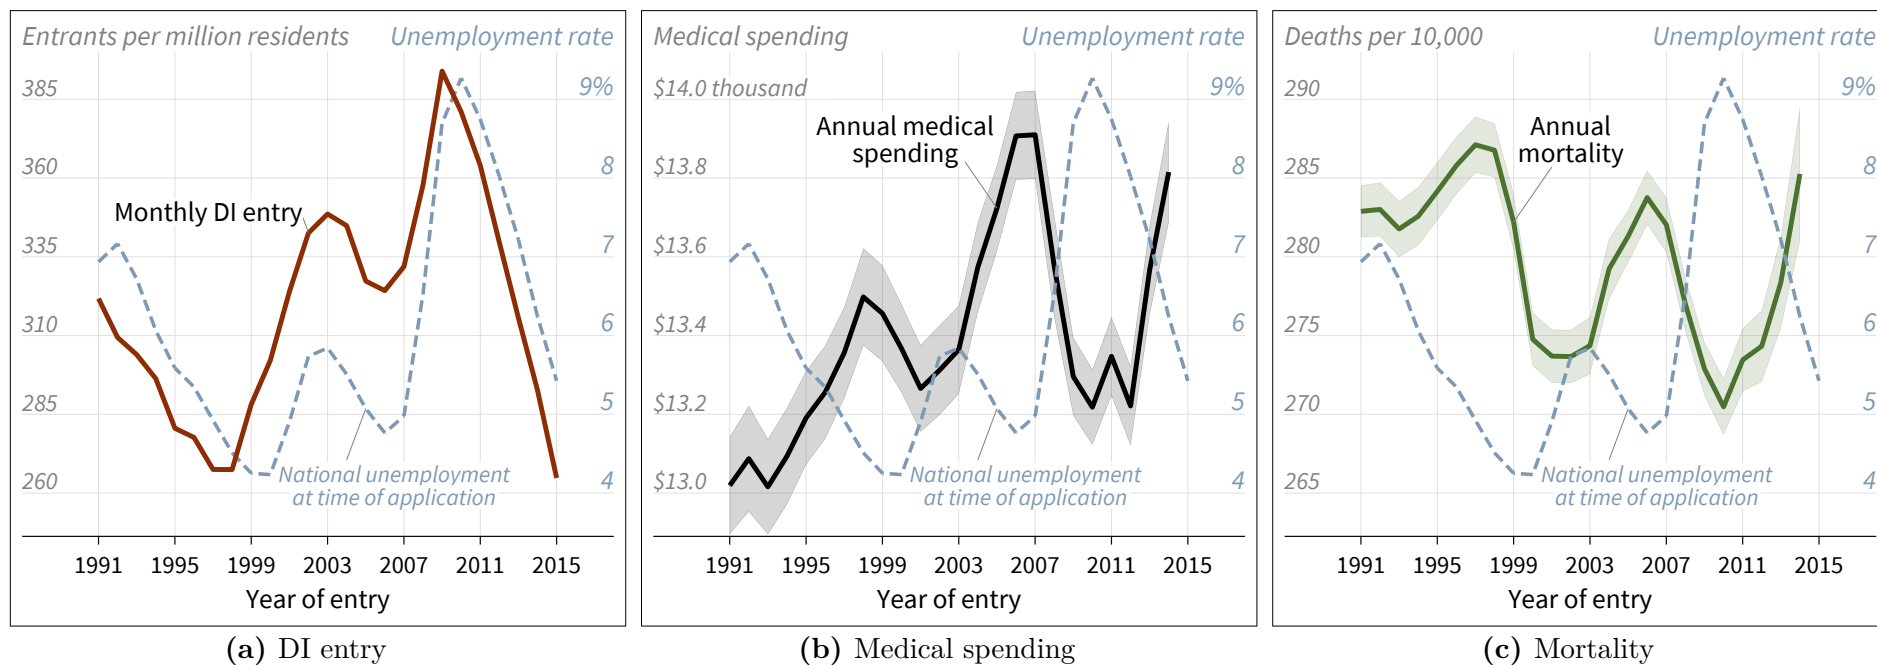 Entrants per million residents Unemployment rate
385 9%
360 8
Monthly DI entry
335 7
310 6
285 5
National unemployment
at time of application
260 4
1991 1995 1999 2003 2007 2011 2015
Year of entry
(a) DI entry
Medical spending Unemployment rate
$14.0 thousand 9%
Annual medical
spending
$13.8 8
$13.6 7
$13.4 6
$13.2 5
National unemployment
at time of application
$13.0 4
1991 1995 1999 2003 2007 2011 2015
Year of entry
(b) Medical spending
Deaths per 10,000 Unemployment rate
290 9%
Annual
mortality
285 8
280 7
275 6
270 5
National unemployment
at time of application
265 4
1991 1995 1999 2003 2007 2011 2015
Year of entry
(c) Mortality